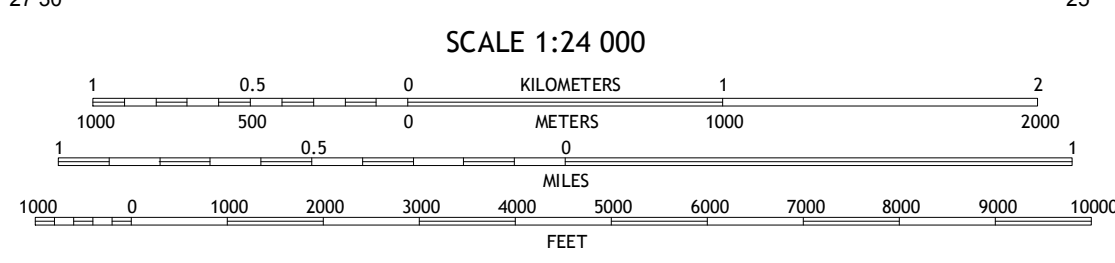 27'30"
25'
SCALE 1:24 000
1 0.5 0 KILOMETERS 1 2
1000 500 0 METERS 1000 2000
1 0.5 0 1
MILES
1000 0 1000 2000 3000 4000 5000 6000 7000 8000 9000 10000
FEET